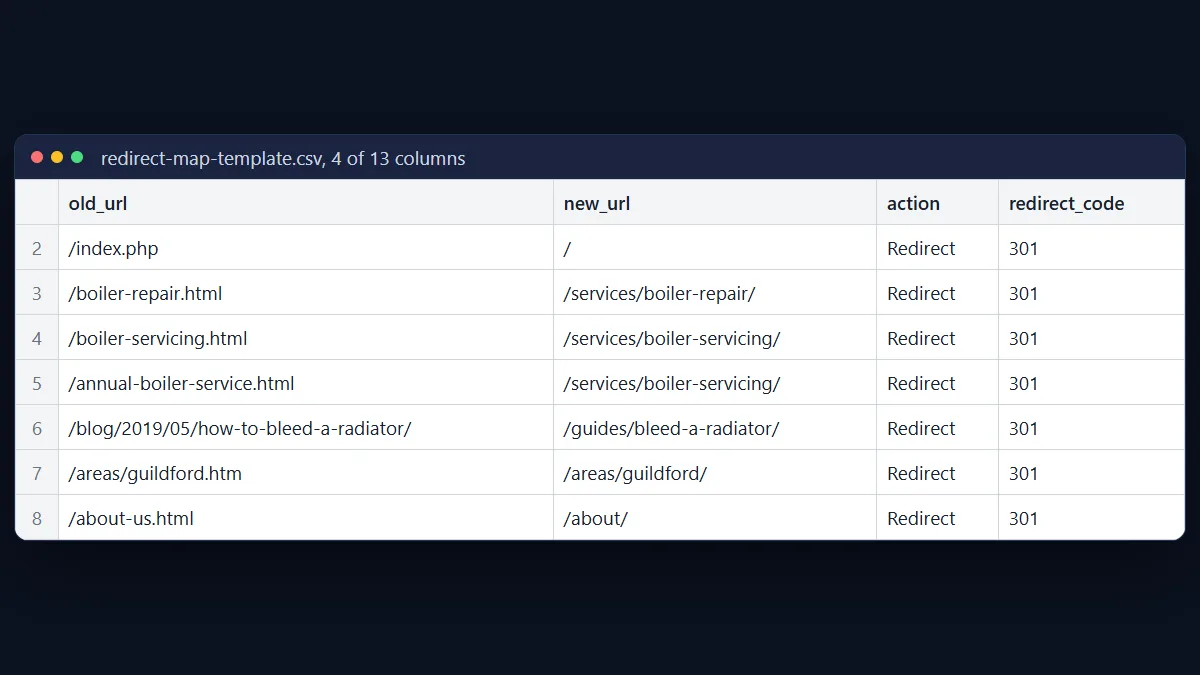 redirect-map-template.csv, 4 of 13 columns
old_url new_url action redirect_code
2 /index.php / Redirect 301
3 /boiler-repair.html /services/boiler-repair/ Redirect 301
4 /boiler-servicing.html /services/boiler-servicing/ Redirect 301
5 /annual-boiler-service.html /services/boiler-servicing/ Redirect 301
6 /blog/2019/05/how-to-bleed-a-radiator/ /guides/bleed-a-radiator/ Redirect 301
7 /areas/guildford.htm /areas/guildford/ Redirect 301
8 /about-us.html /about/ Redirect 301